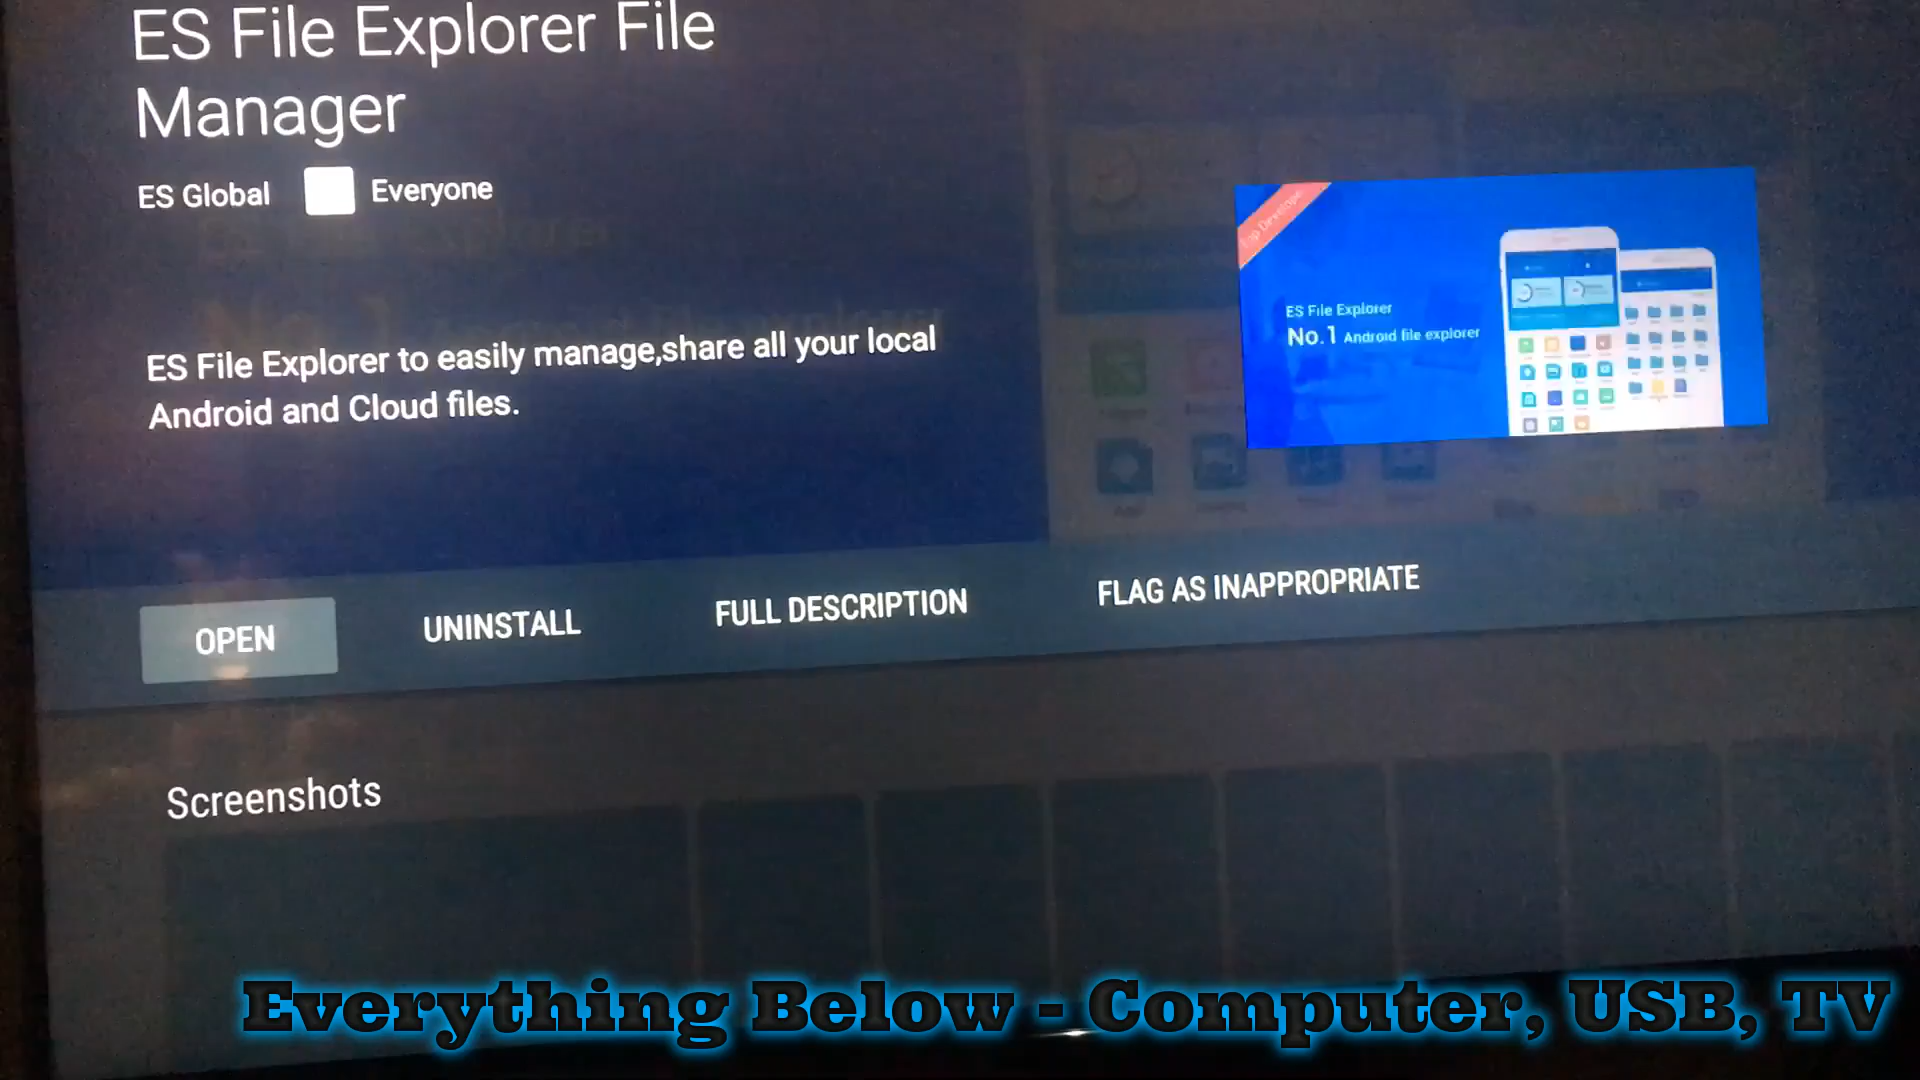 ES File Explorer File
Manager
ES Global
Everyone
ES File Explorer to easily manage,share all your local
Android and Cloud files.
Top Developer
ES File Explorer
No.1 Android file explorer
OPEN
UNINSTALL
FULL DESCRIPTION
FLAG AS INAPPROPRIATE
Screenshots
Everything Below - Computer, USB, TV